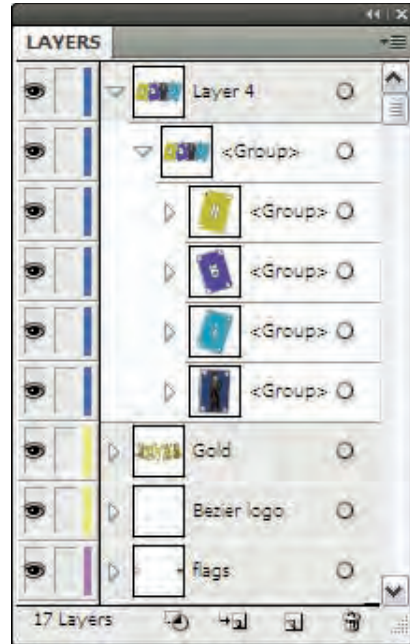 LAYERS
Layer 4
<Group>
<Group>
<Group>
<Group>
<Group>
Gold
Bezier logo
flags
17 Layers